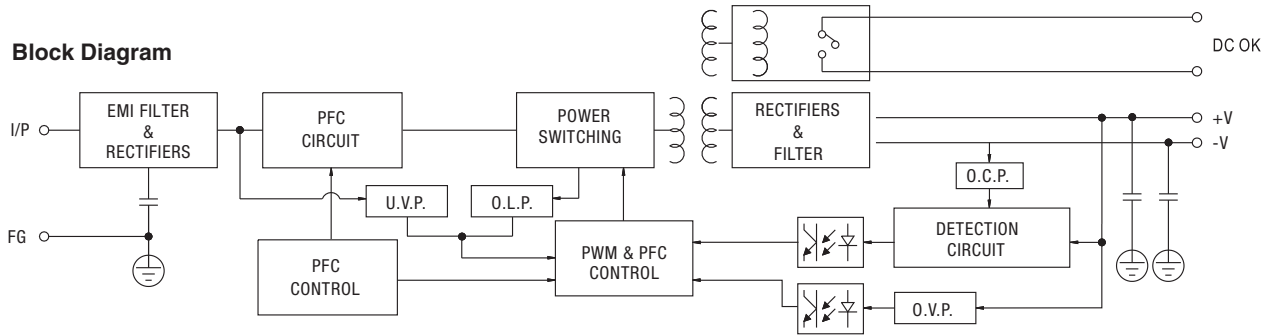 Block Diagram
DC OK
I/P
EMI FILTER
&
RECTIFIERS
PFC
CIRCUIT
POWER
SWITCHING
RECTIFIERS
&
FILTER
+V
-V
O.C.P.
U.V.P.
O.L.P.
FG
PFC
CONTROL
PWM & PFC
CONTROL
DETECTION
CIRCUIT
O.V.P.